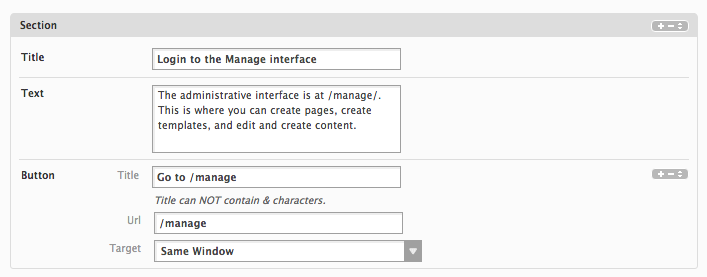 Section
Title Login to the Manage interface
Text The administrative interface is at /manage/.
This is where you can create pages, create
templates, and edit and create content.
Button Title Go to /manage
Title can NOT contain & characters.
Url /manage
Target Same Window